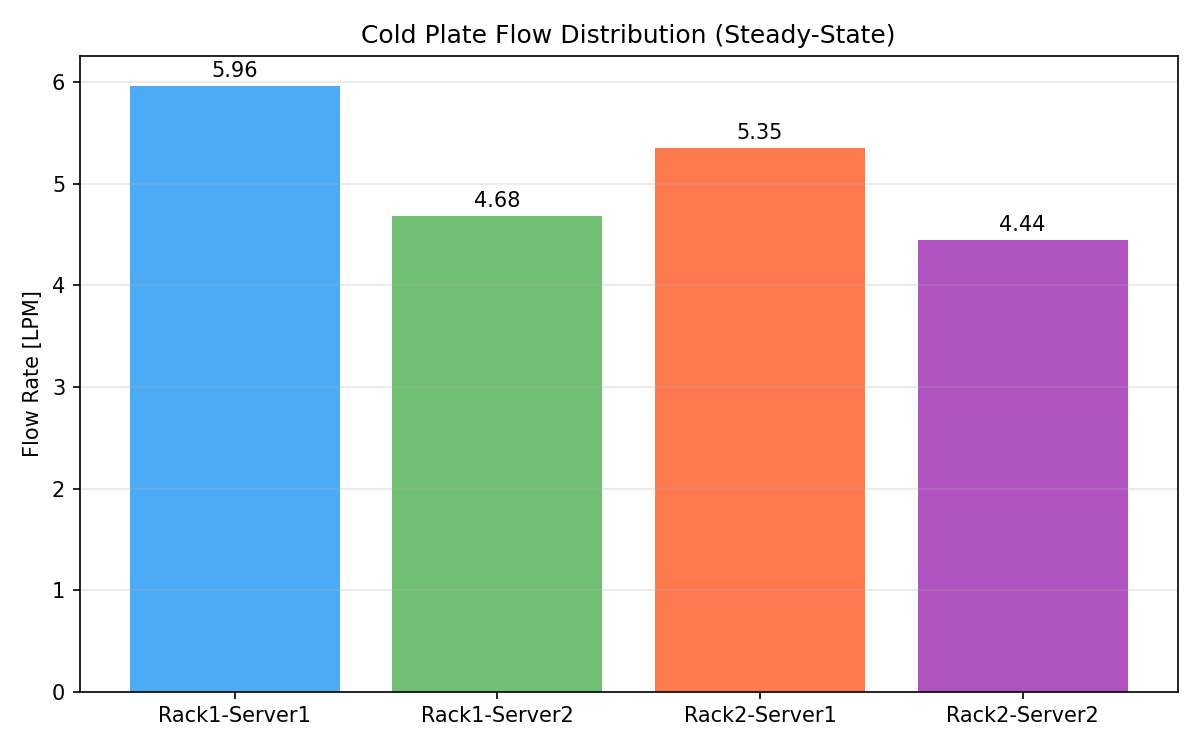 Cold Plate Flow Distribution (Steady-State)
Flow Rate [LPM]
6
5
4
3
2
1
0
5.96
4.68
5.35
4.44
Rack1-Server1
Rack1-Server2
Rack2-Server1
Rack2-Server2